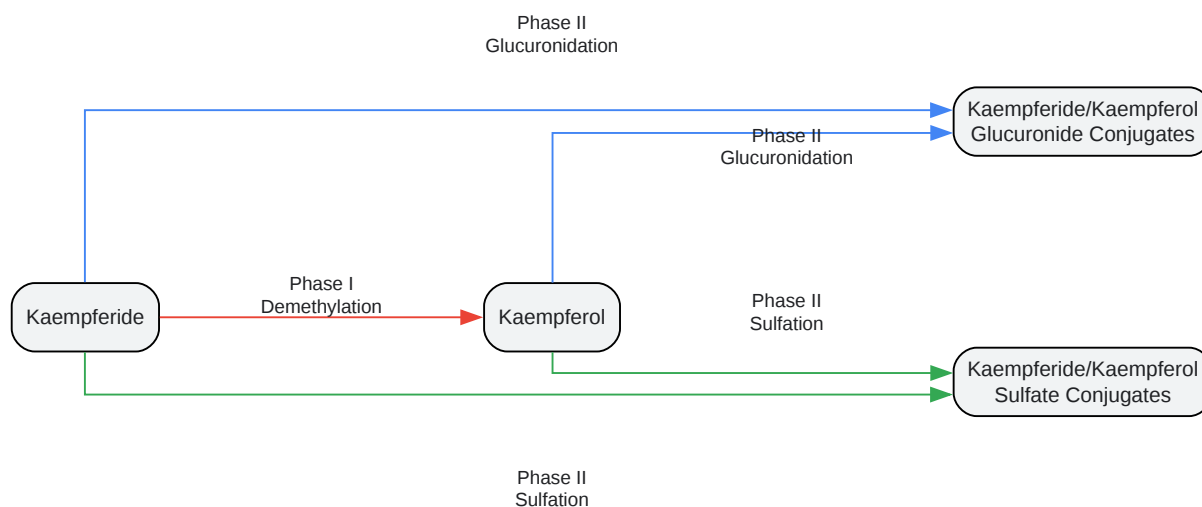 Phase II
Glucuronidation
Kaempferide/Kaempferol
Glucuronide Conjugates
Phase II
Glucuronidation
Phase I
Demethylation
Kaempferide
Kaempferol
Phase II
Sulfation
Kaempferide/Kaempferol
Sulfate Conjugates
Phase II
Sulfation